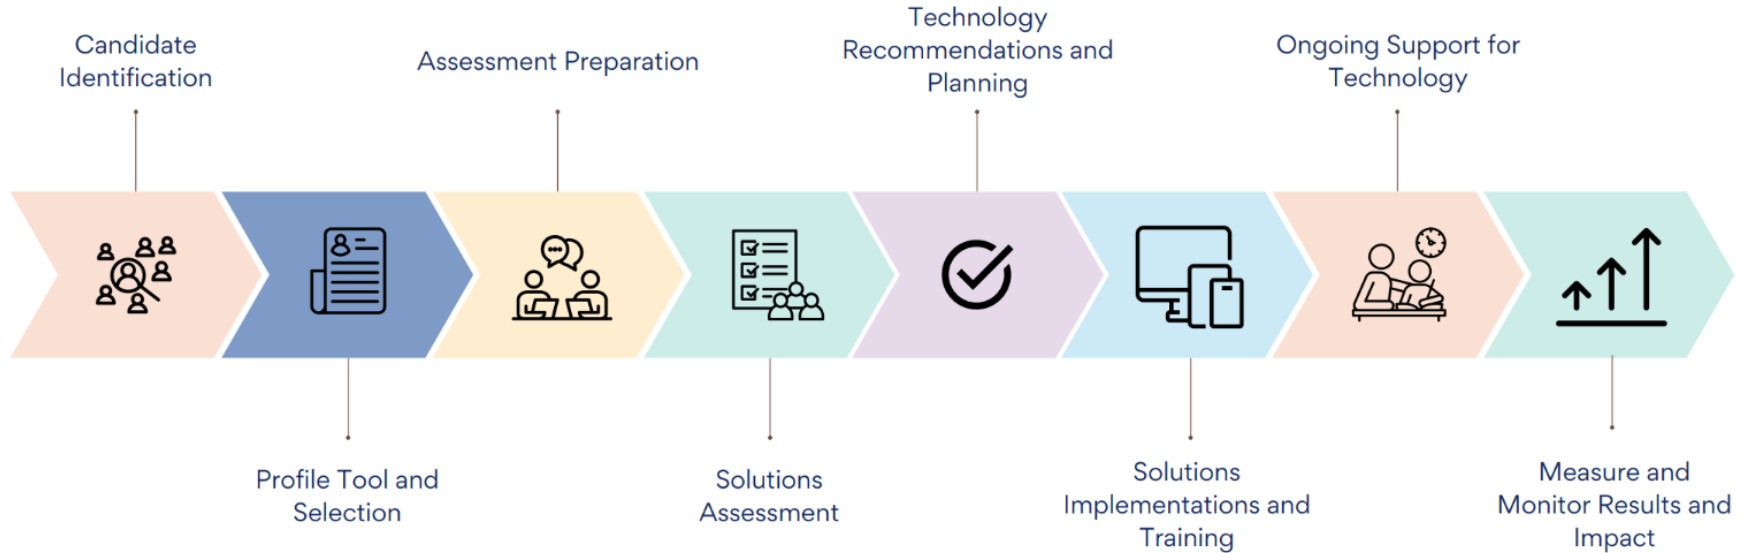 Candidate
Identification
Profile Tool and
Selection
Assessment Preparation
Solutions
Assessment
Technology
Recommendations and
Planning
Solutions
Implementations and
Training
Ongoing Support for
Technology
Measure and
Monitor Results and
Impact